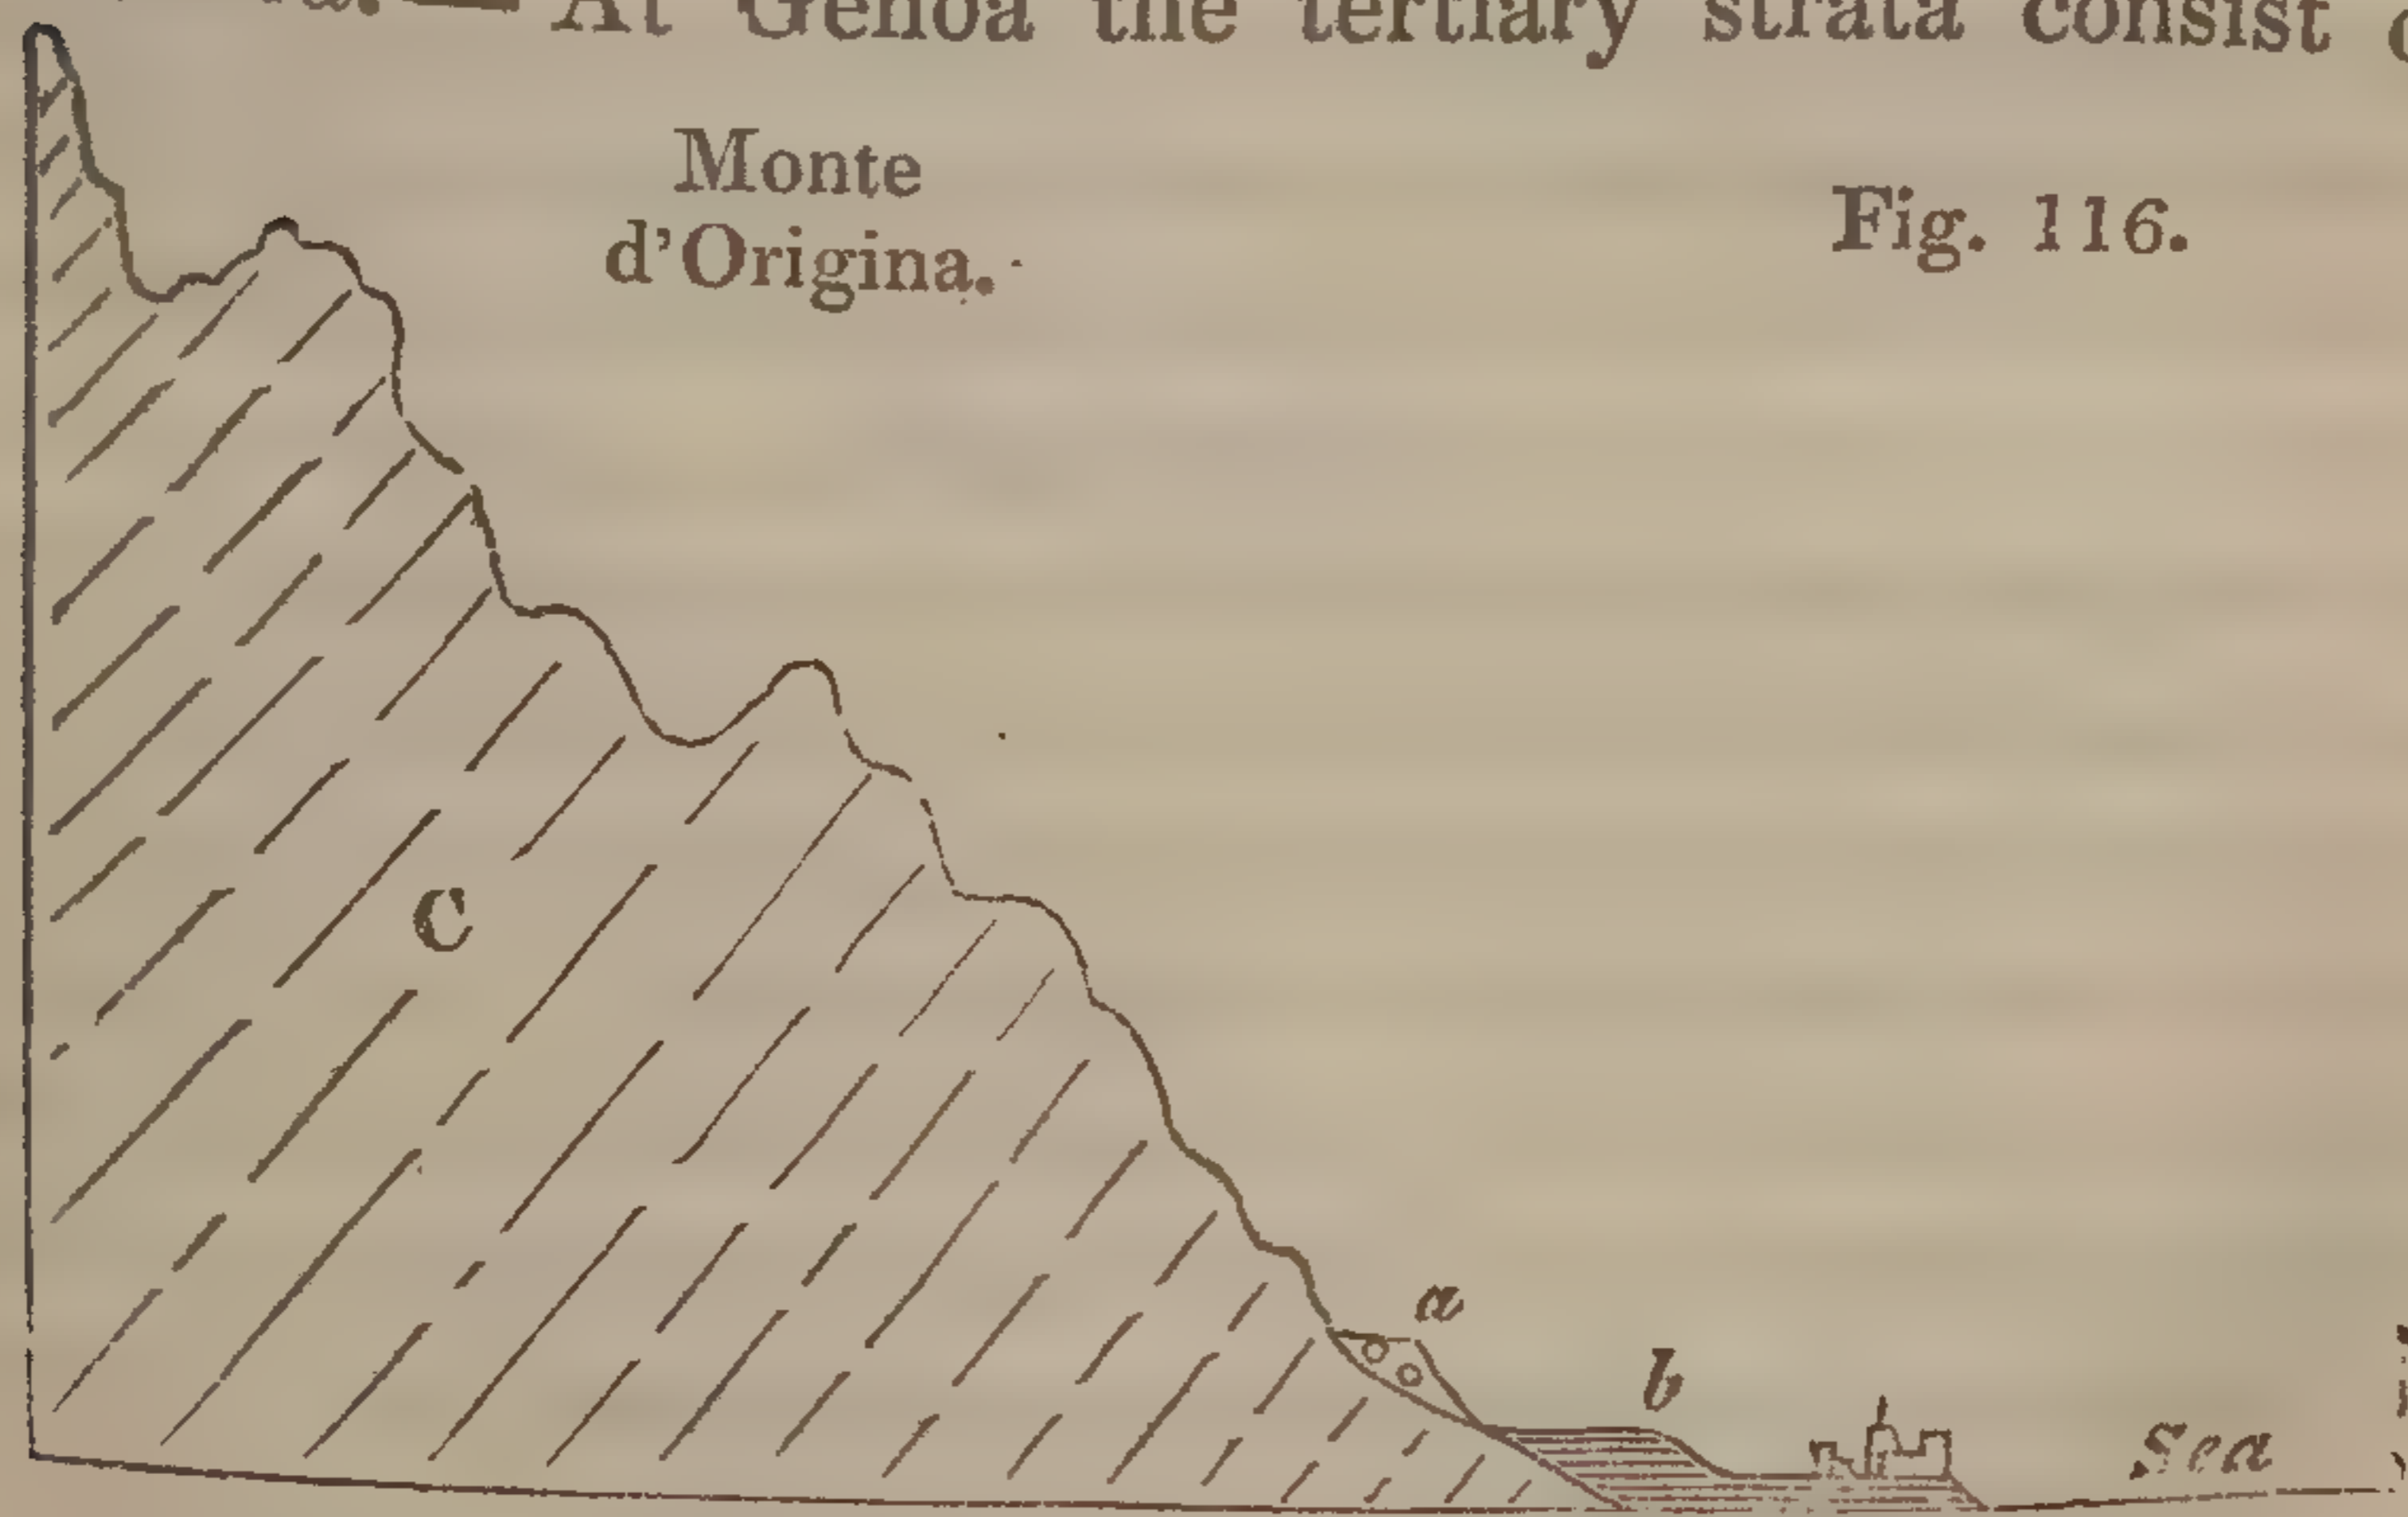 At Genoa the tertiary strata consist
Monte
d'Origina.
Fig. 116.
C
a
b
Sea